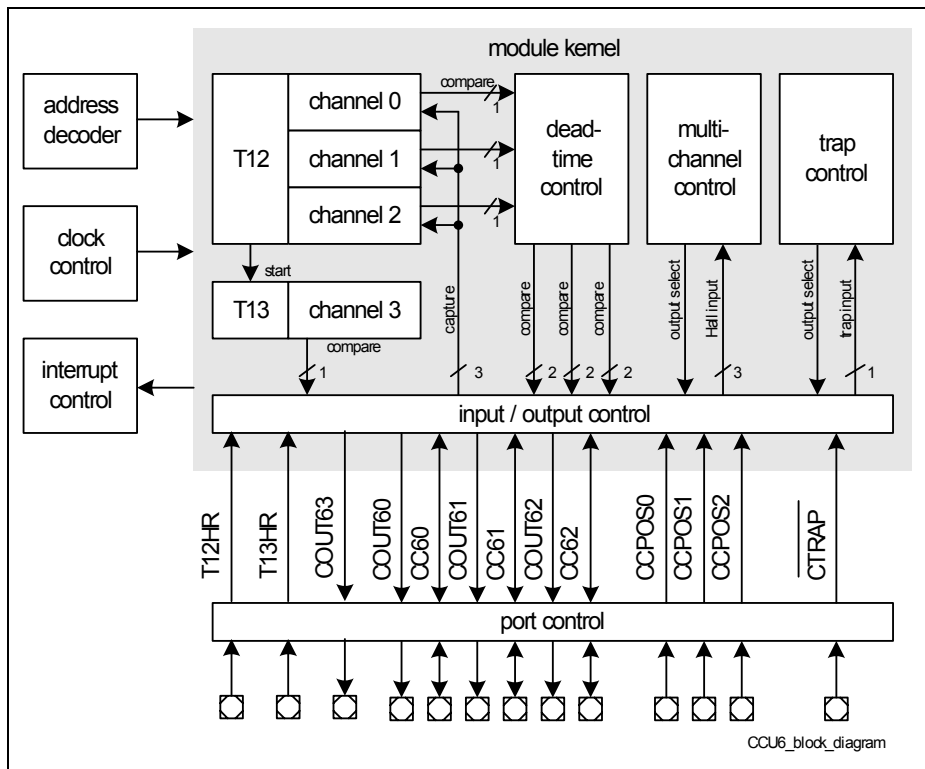 module kernel
address
decoder
clock
control
interrupt
control
T12
channel 0
channel 1
channel 2
compare
1
1
1
dead-
time
control
multi-
channel
control
trap
control
start
T13
channel 3
compare
1
capture
3
compare
2
compare
2
compare
2
output select
Hall input
3
output select
trap input
1
input / output control
T12HR
T13HR
COUT63
COUT60
CC60
COUT61
CC61
COUT62
CC62
CCPOS0
CCPOS1
CCPOS2
CTRAP
port control
CCU6_block_diagram